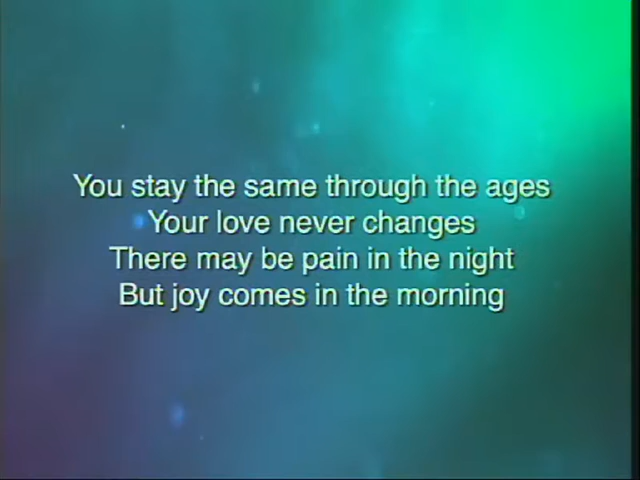 You stay the same through the ages
Your love never changes
There may be pain in the night
But joy comes in the morning